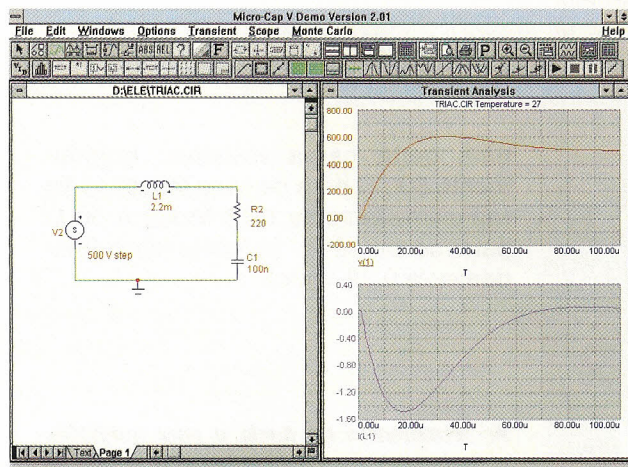 Micro-Cap V Demo Version 2.01
File Edit Windows Options Transient Scope Monte Carlo Help
ABS REL ? F P
D:\ELE\TRIAC.CIR
L1
2.2m
R2
220
V2
S
500 V step
C1
100n
Text Page 1
Transient Analysis
TRIAC.CIR Temperature = 27
800.00
600.00
400.00
200.00
0.00
-200.00
0.00u 20.00u 40.00u 60.00u 80.00u 100.00u
v(1)
T
0.40
0.00
-0.40
-0.80
-1.20
-1.60
0.00u 20.00u 40.00u 60.00u 80.00u 100.00u
I(L1)
T